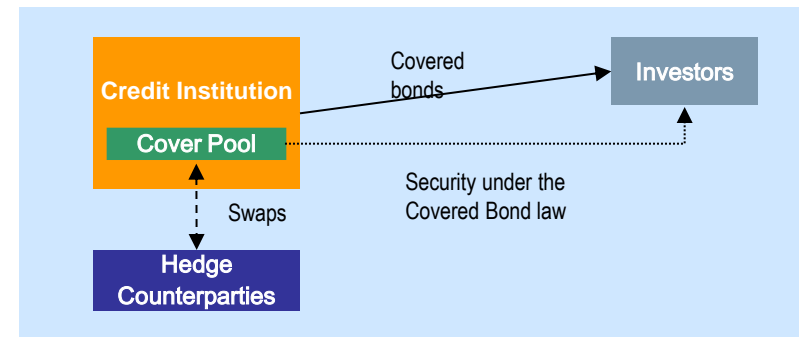 Covered
bonds
Investors
Credit Institution
Cover Pool
Security under the
Covered Bond law
Swaps
Hedge
Counterparties